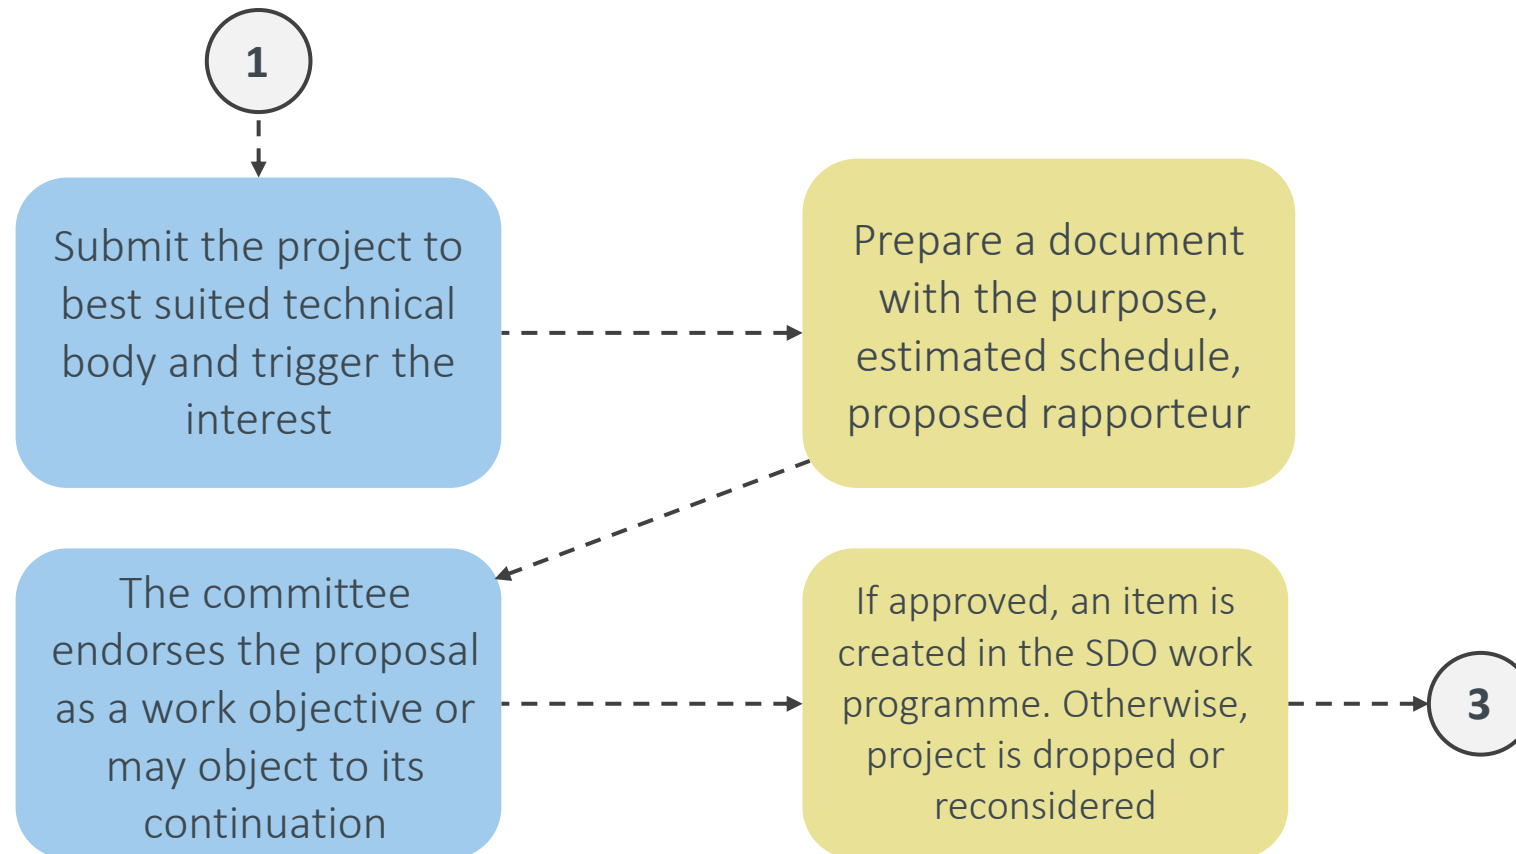 1
Submit the project to
best suited technical
body and trigger the
interest
Prepare a document
with the purpose,
estimated schedule,
proposed rapporteur
The committee
endorses the proposal
as a work objective or
may object to its
continuation
If approved, an item is
created in the SDO work
programme. Otherwise,
project is dropped or
reconsidered
3